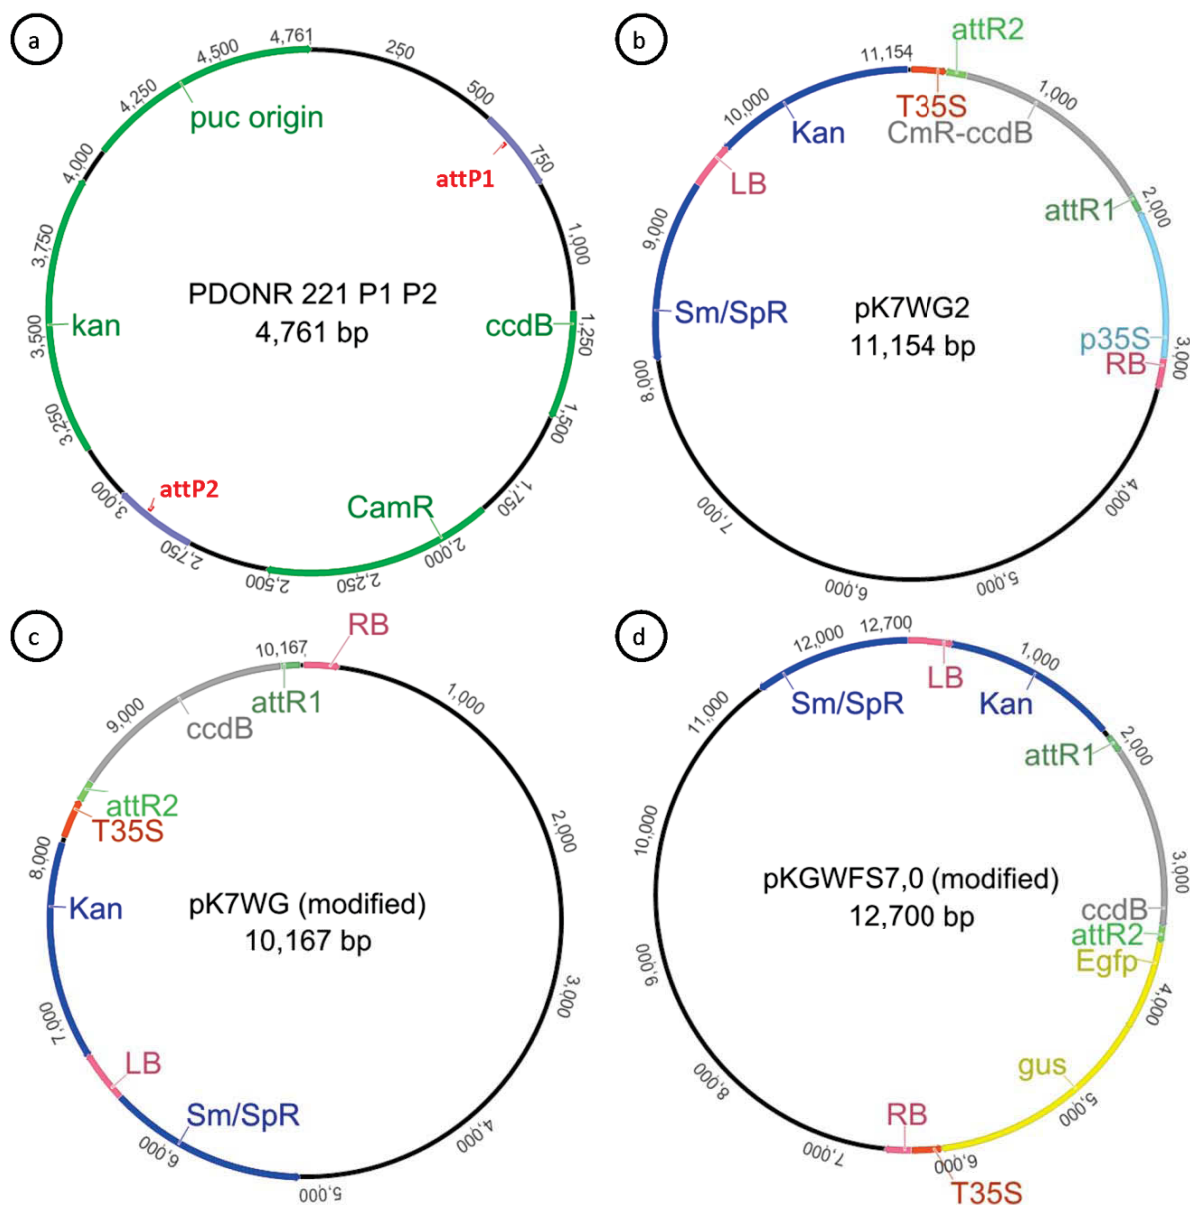 a
4,761
250
500
750
1,000
1,250
1,500
1,750
2,000
2,250
2,500
2,750
3,000
3,250
3,500
3,750
4,000
4,250
4,500
puc origin
attP1
ccdB
CamR
attP2
kan
PDONR 221 P1 P2
4,761 bp
b
11,154
attR2
T35S
CmR-ccdB
1,000
attR1
2,000
p35S
3,000
RB
4,000
5,000
6,000
7,000
8,000
Sm/SpR
9,000
LB
10,000
Kan
pK7WG2
11,154 bp
c
10,167
RB
attR1
1,000
2,000
3,000
4,000
5,000
6,000
Sm/SpR
LB
7,000
Kan
8,000
T35S
attR2
9,000
ccdB
pK7WG (modified)
10,167 bp
d
12,700
LB
Kan
1,000
2,000
attR1
3,000
ccdB
attR2
Egfp
4,000
gus
5,000
6,000
T35S
RB
7,000
8,000
9,000
10,000
11,000
12,000
Sm/SpR
pKGWFS7,0 (modified)
12,700 bp